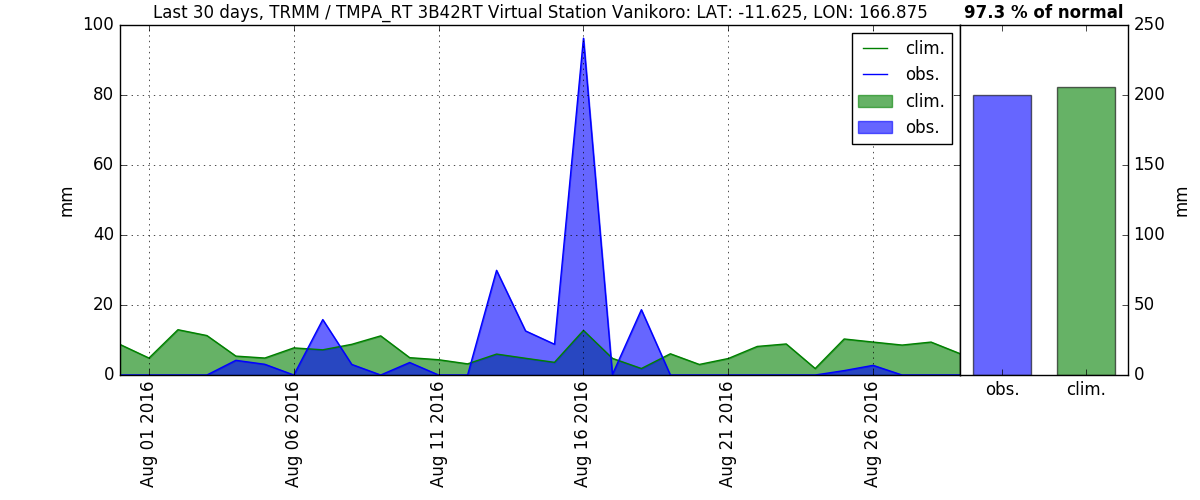 Last 30 days, TRMM / TMPA_RT 3B42RT Virtual Station Vanikoro: LAT: -11.625, LON: 166.875
97.3 % of normal
100
80
60
40
20
0
mm
clim.
obs.
clim.
obs.
250
200
150
100
50
0
mm
Aug 01 2016
Aug 06 2016
Aug 11 2016
Aug 16 2016
Aug 21 2016
Aug 26 2016
obs.
clim.